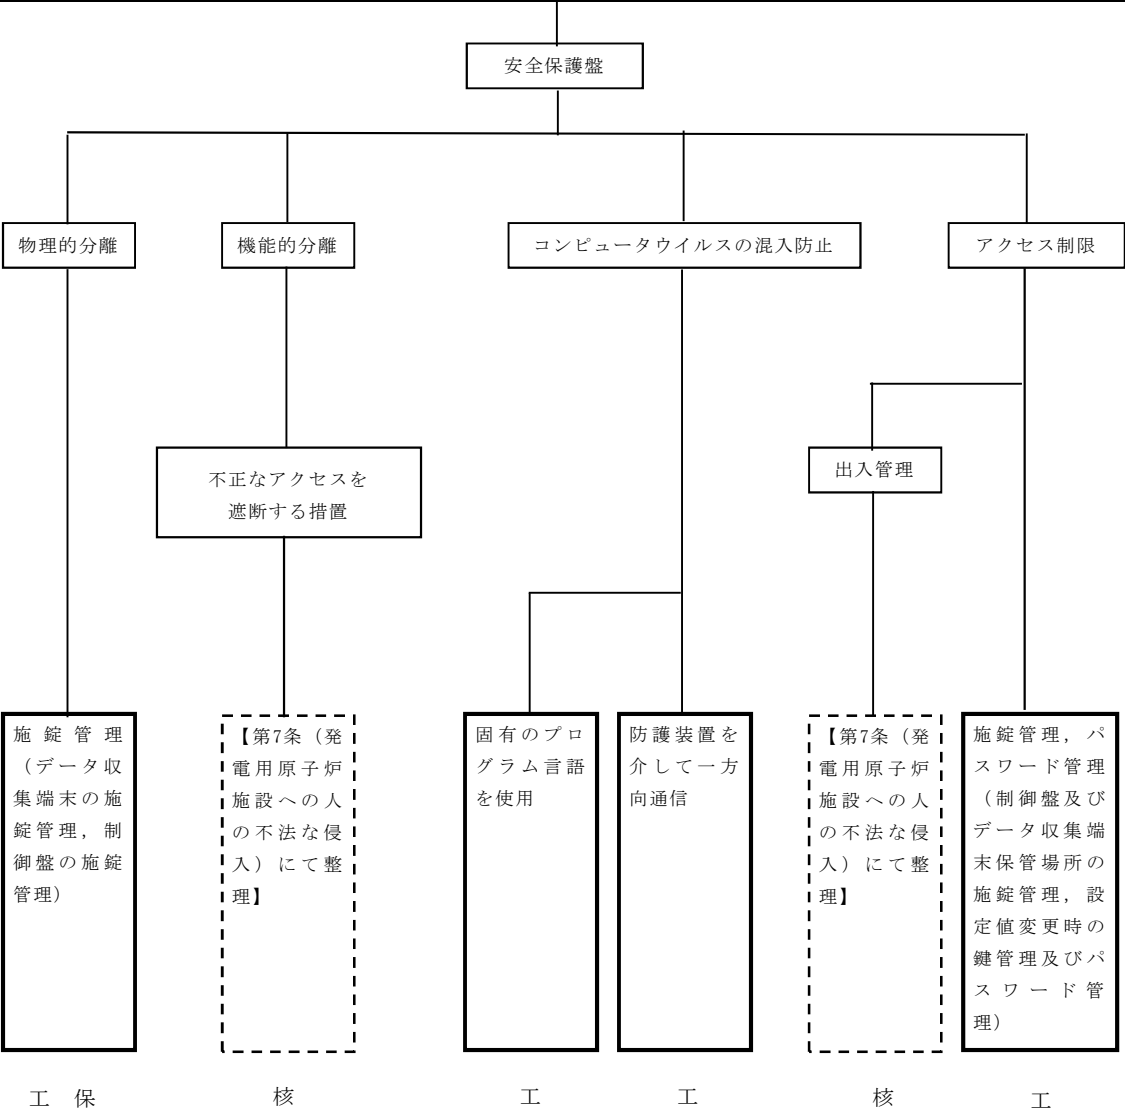 安全保護盤
物理的分離
機能的分離
コンピュータウイルスの混入防止
アクセス制限
不正なアクセスを
遮断する措置
出入管理
施錠管理
（データ収
集端末の施
錠管理，制
御盤の施錠
管理）
【第7条（発
電用原子炉
施設への人
の不法な侵
入）にて整
理】
固有のプロ
グラム言語
を使用
防護装置を
介して一方
向通信
【第7条（発
電用原子炉
施設への人
の不法な侵
入）にて整
理】
施錠管理，パ
スワード管理
（制御盤及び
データ収集端
末保管場所の
施錠管理，設
定値変更時の
鍵管理及びパ
スワード管
理）
工　保
核
工
工
核
工